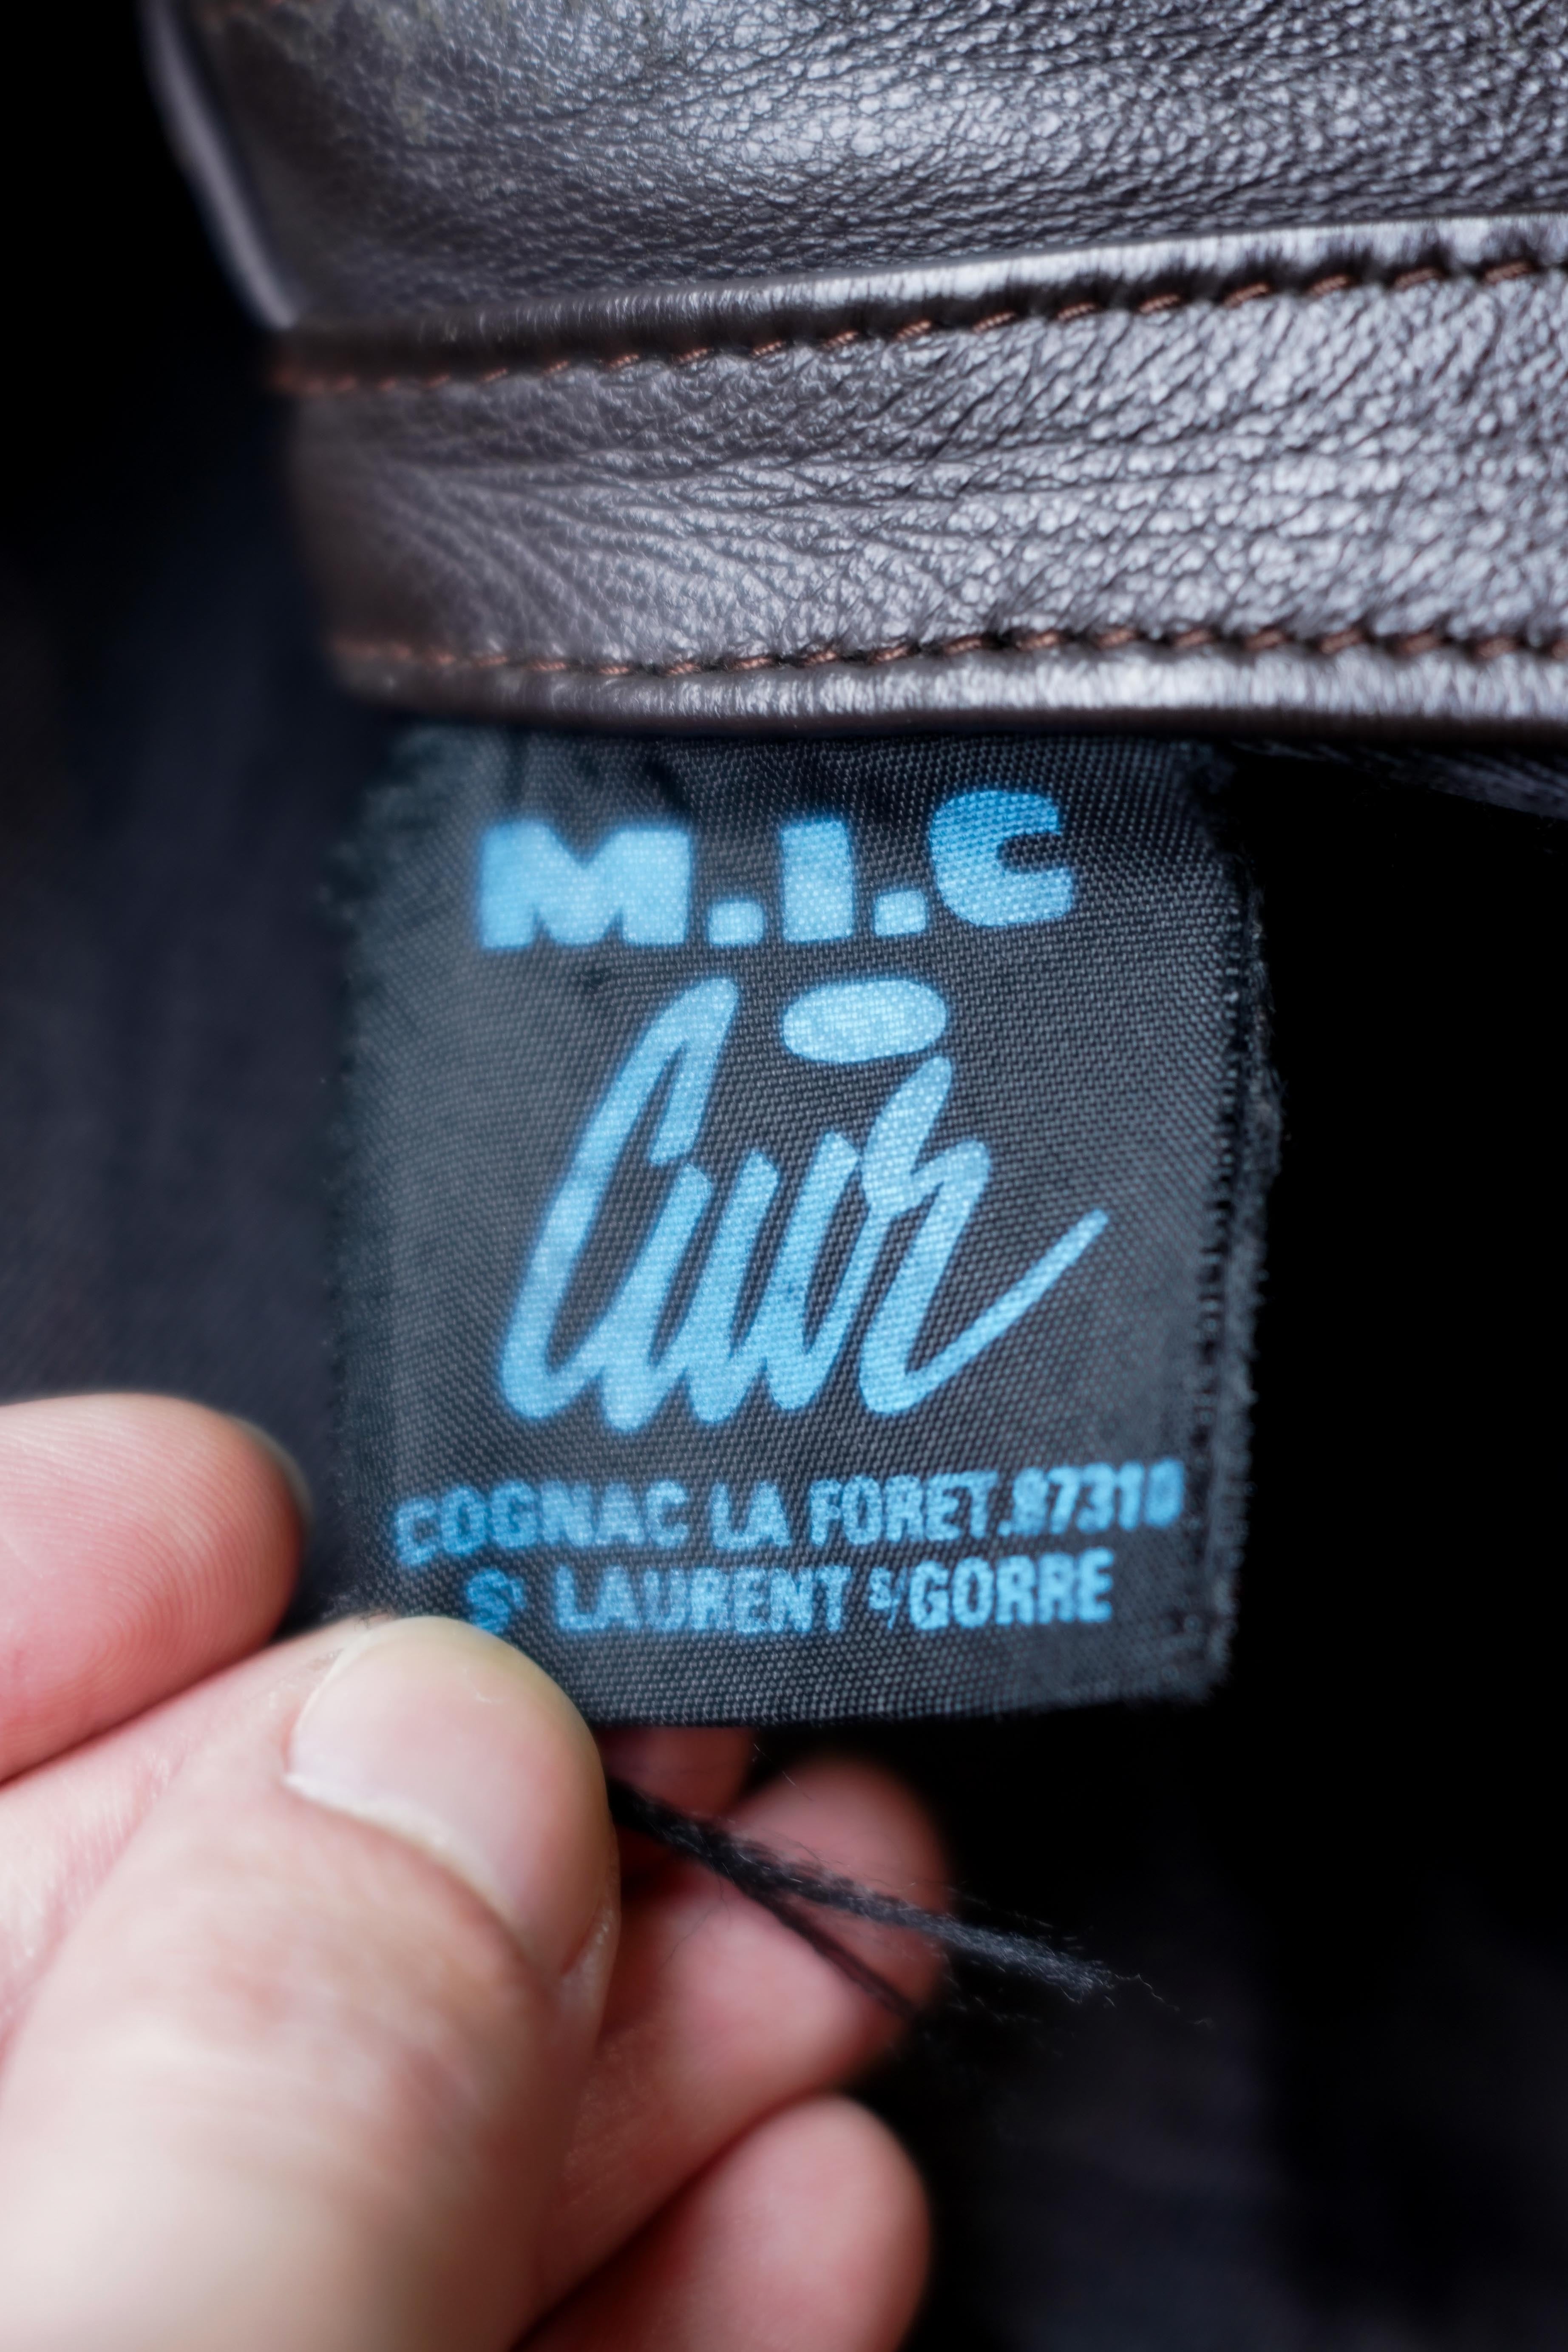 M.I.C
Cuir
COGNAC LA FORET.87310
St LAURENT S/GORRE